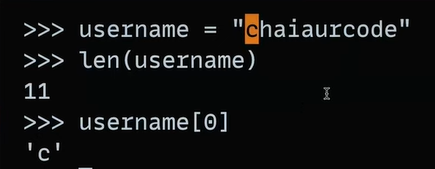 >>> username = "chaiaurcode"
>>> len(username)
11
>>> username[0]
'c'